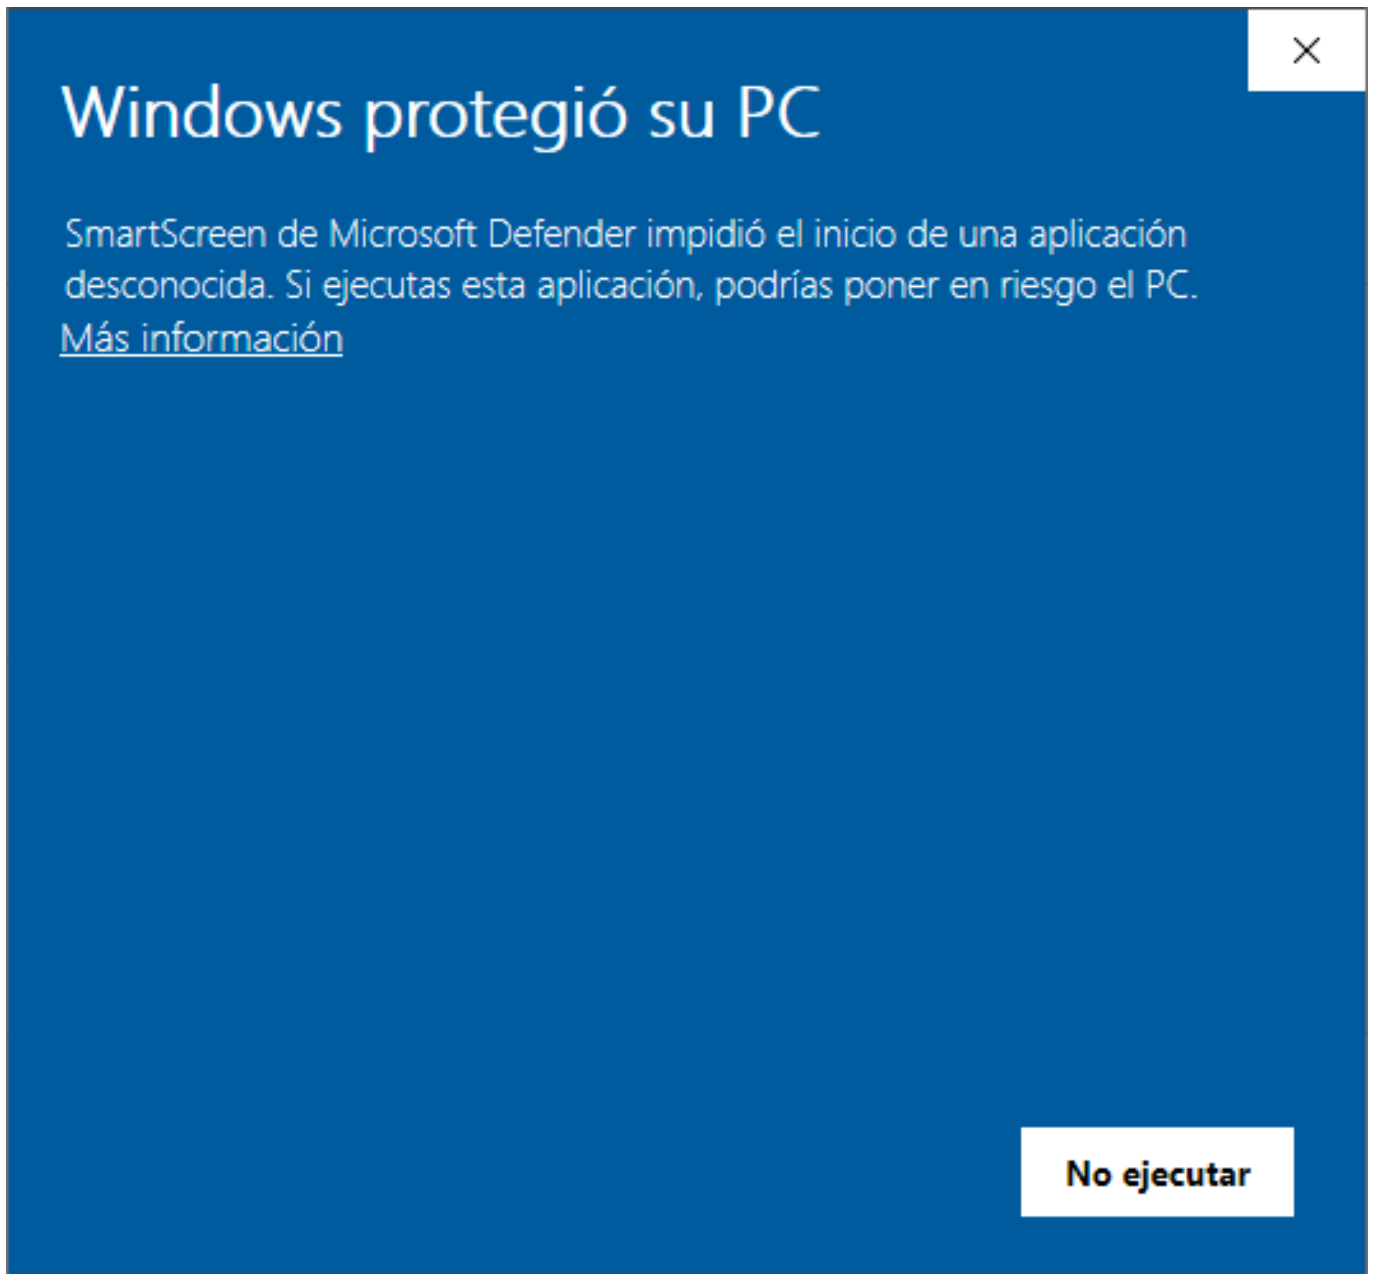 Windows protegió su PC
SmartScreen de Microsoft Defender impidió el inicio de una aplicación
desconocida. Si ejecutas esta aplicación, podrías poner en riesgo el PC.
Más información
No ejecutar